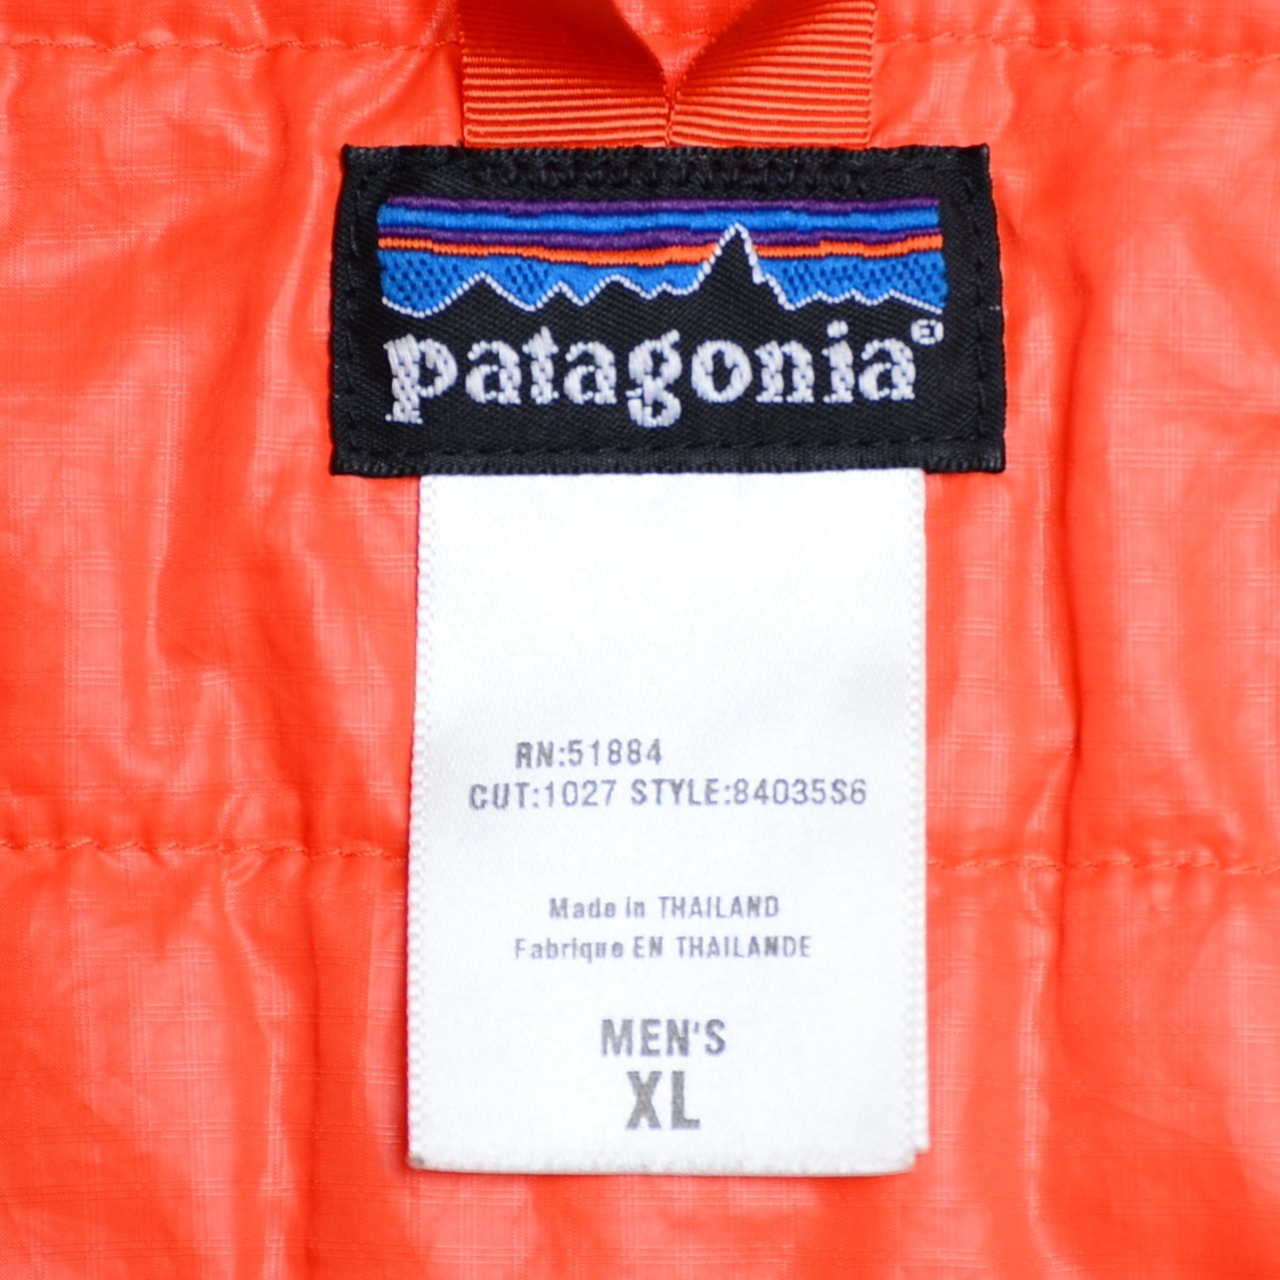 patagonia®
RN:51884
CUT:1027 STYLE:84035S6
Made in THAILAND
Fabrique EN THAILANDE
MEN'S
XL